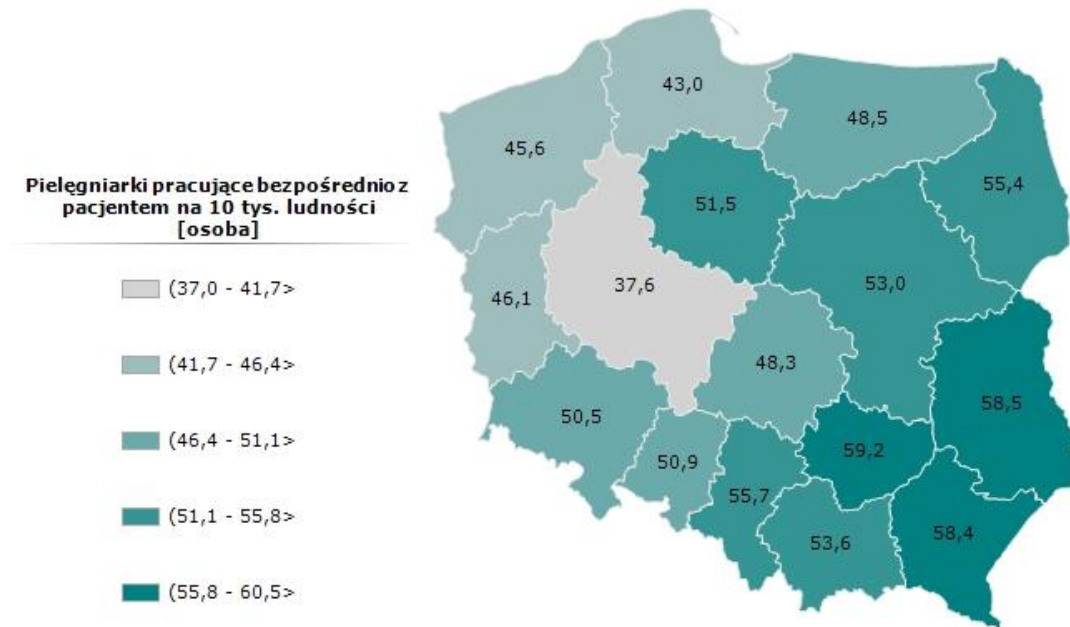 Pielęgniarki pracujące bezpośrednio z
pacjentem na 10 tys. ludności
[osoba]
(37,0 - 41,7>
(41,7 - 46,4>
(46,4 - 51,1>
(51,1 - 55,8>
(55,8 - 60,5>
43,0
48,5
45,6
55,4
51,5
37,6
53,0
46,1
48,3
58,5
50,5
59,2
50,9
55,7
58,4
53,6